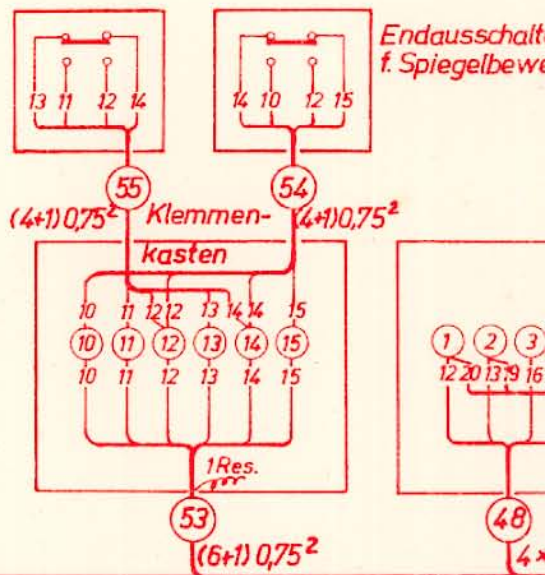 Endausschalt
f. Spiegelbewe
13 11 12 14
14 10 12 15
55
54
(4+1) 0,75²
Klemmen-
kasten
(4+1) 0,75²
10 11 12 12 13 14 14 15
10 11 12 13 14 15
10 11 12 13 14 15
1 2 3
12 20 13 19 16
1 Res.
53
48
(6+1) 0,75²
4×